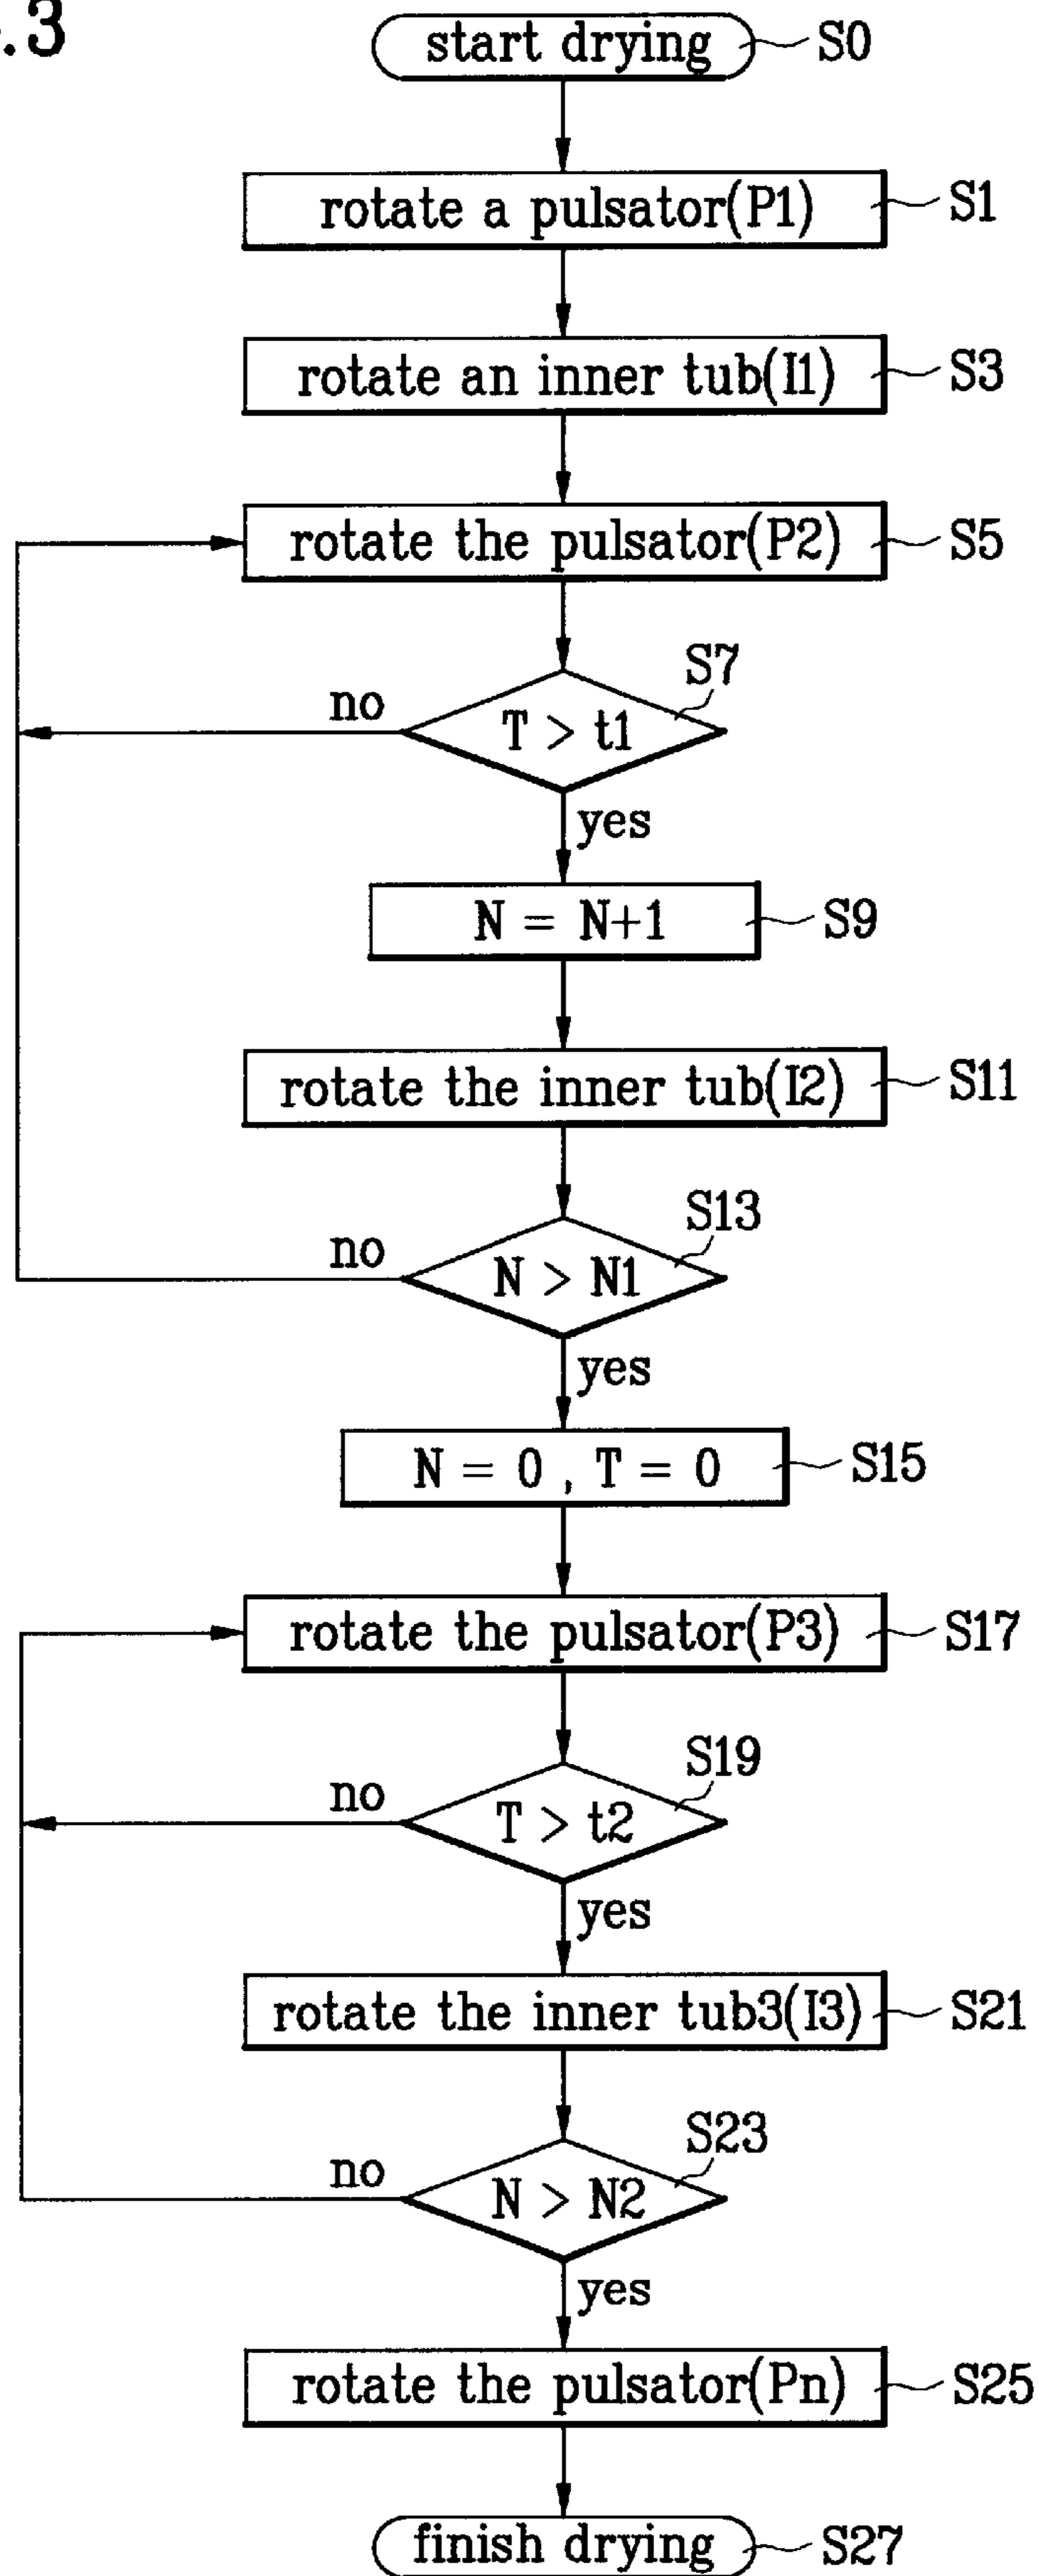 .3
start drying S0
rotate a pulsator(P1) S1
rotate an inner tub(I1) S3
rotate the pulsator(P2) S5
S7
no
T > t1
yes
N = N+1 S9
rotate the inner tub(I2) S11
S13
no
N > N1
yes
N = 0 , T = 0 S15
rotate the pulsator(P3) S17
S19
no
T > t2
yes
rotate the inner tub3(I3) S21
S23
no
N > N2
yes
rotate the pulsator(Pn) S25
finish drying S27